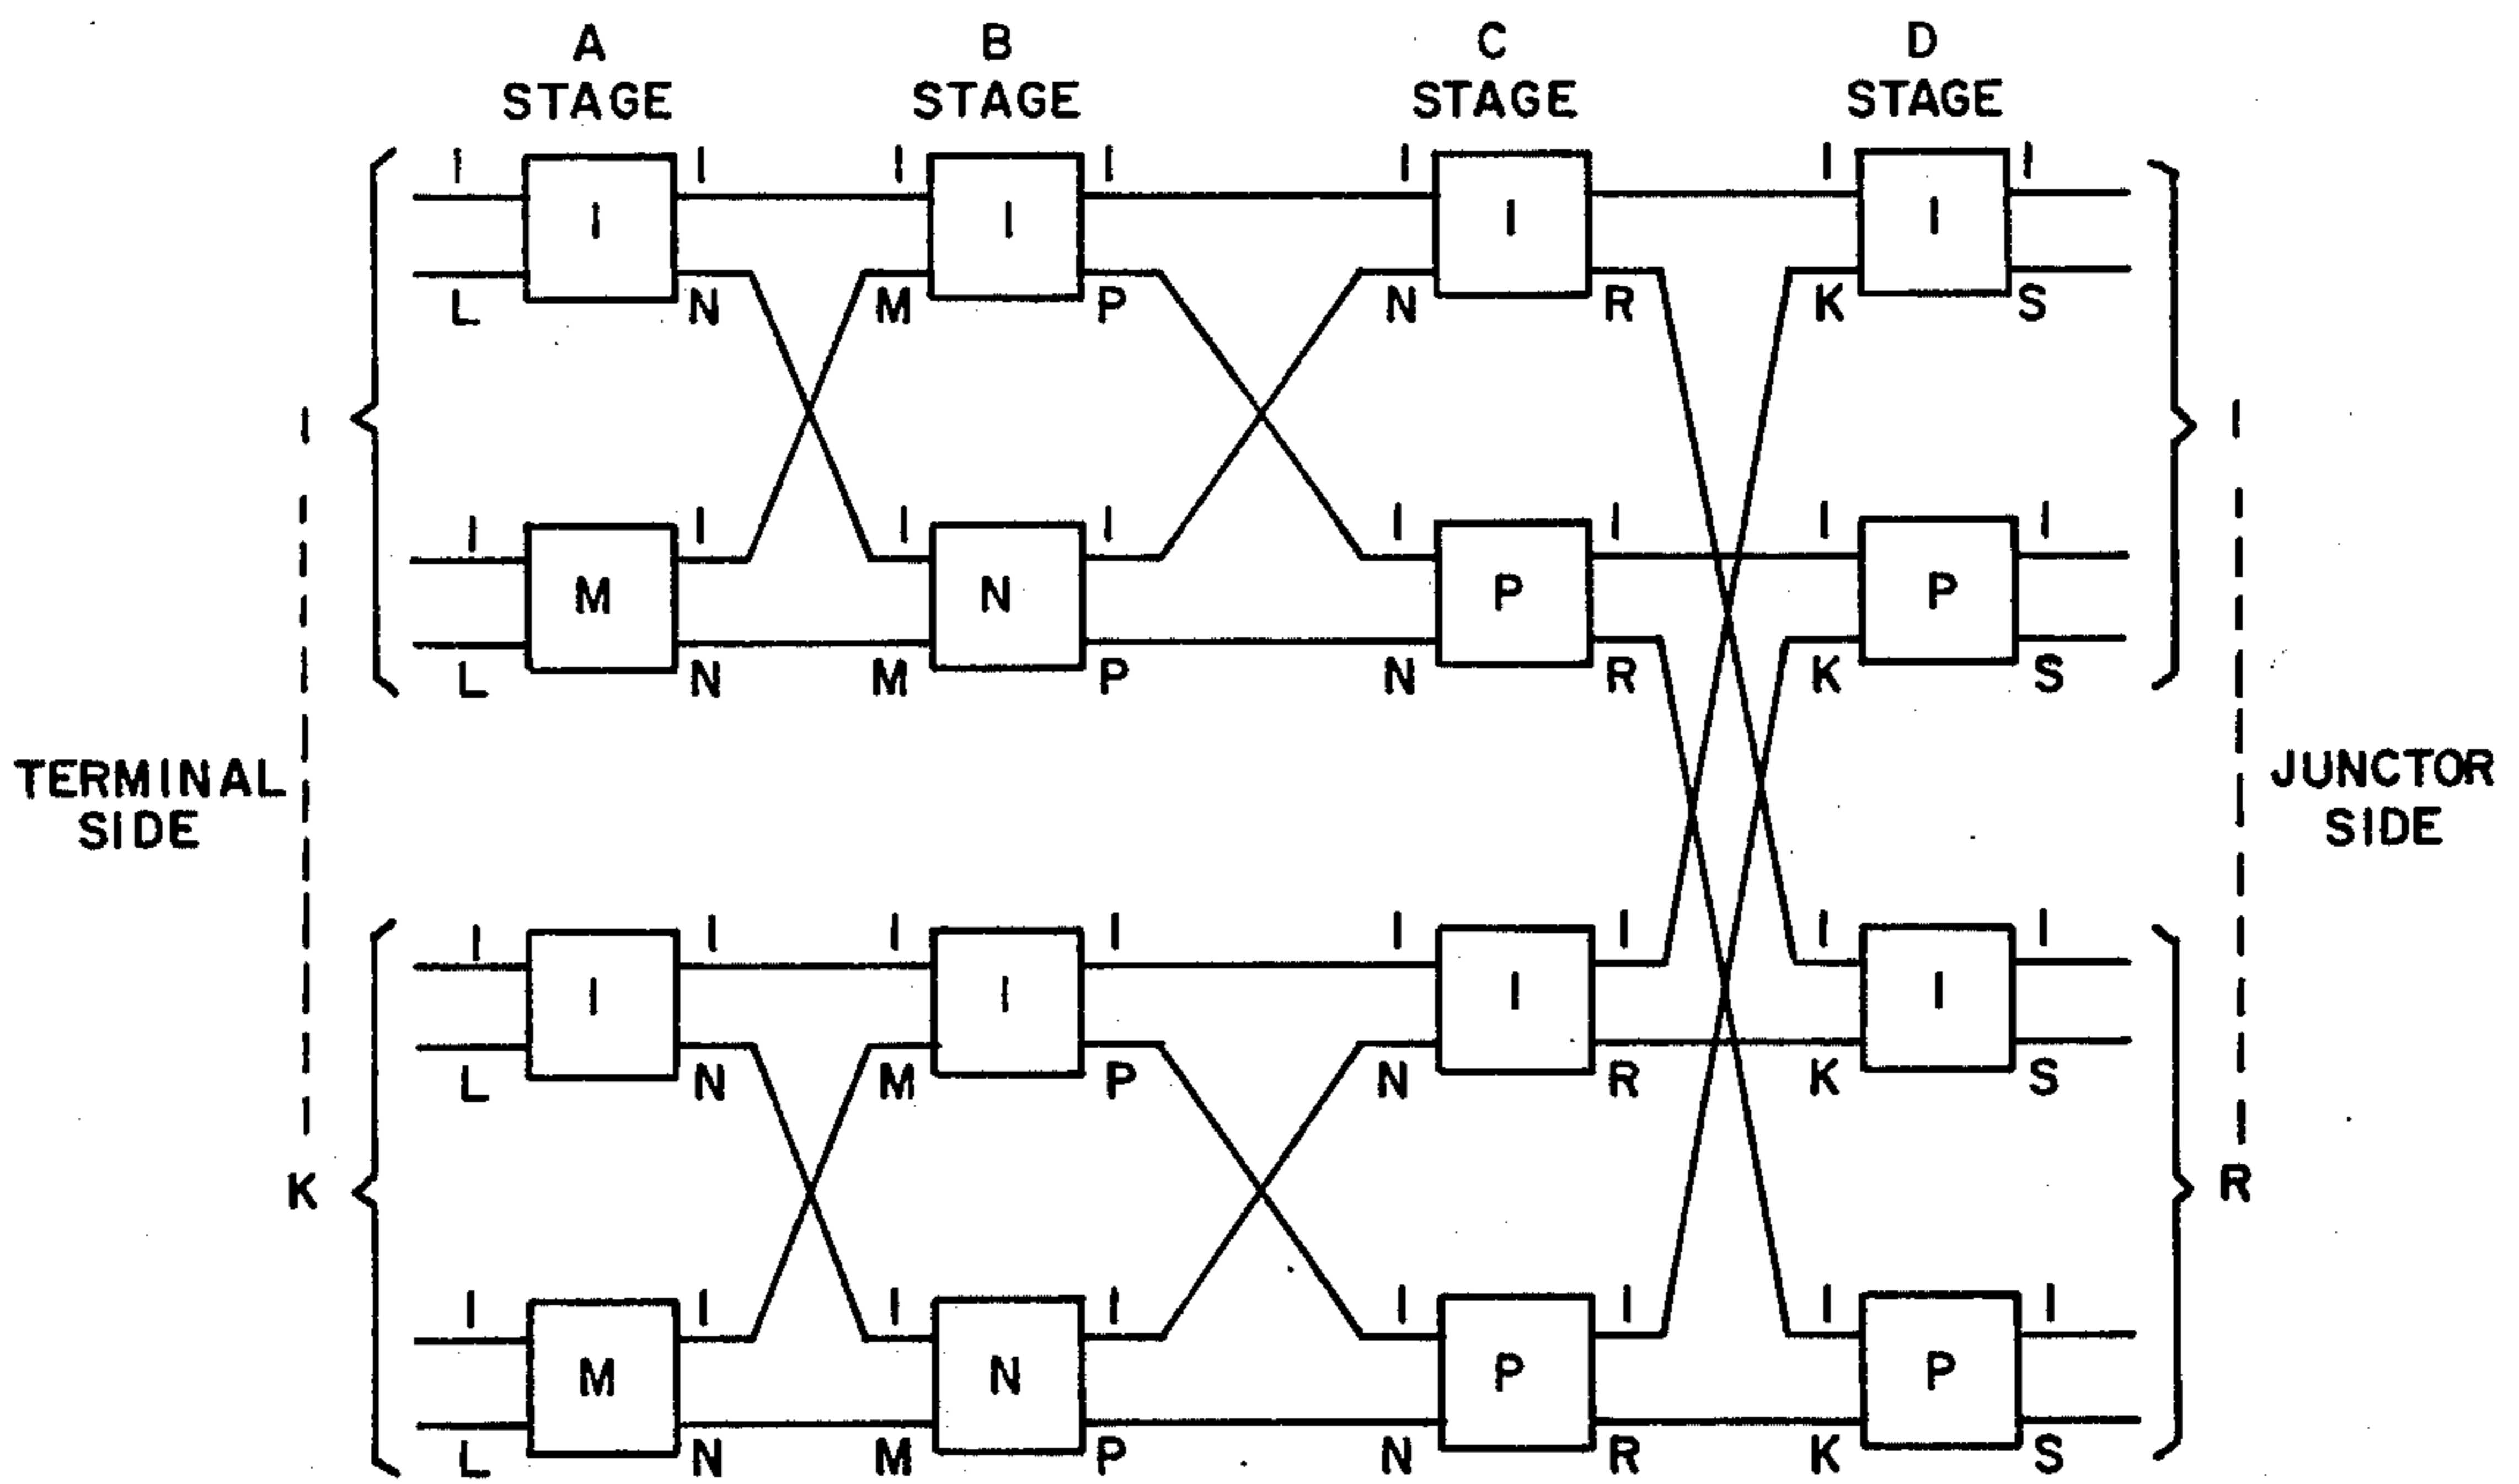 A B C D
STAGE STAGE STAGE STAGE
I I I I I I I
I I I I
L N M P N R K S
I
I I I I I I I I
M N P P
L N M P N R K S
I
TERMINAL
SIDE
JUNCTOR
SIDE
I I I I I I I I
I I I I
L N M P N R K S
K R
I I I I I I I I
M N P P
L N M P N R K S